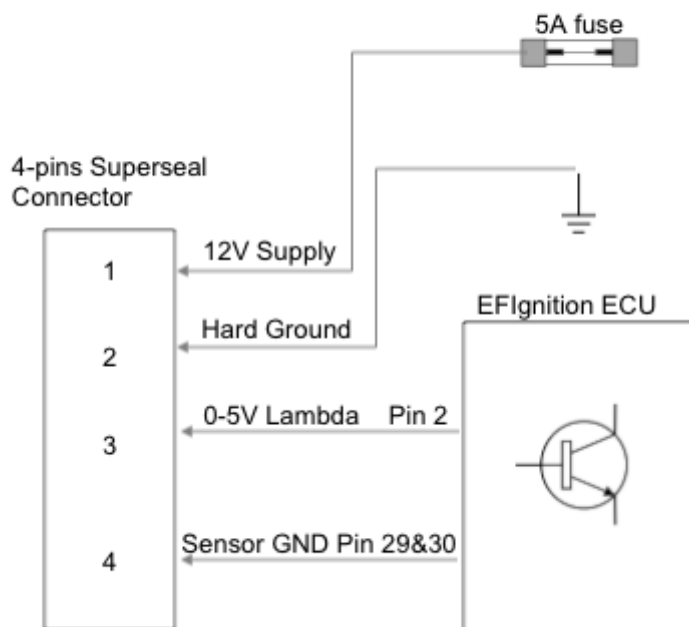 5A fuse
4-pins Superseal
Connector
1
12V Supply
2
Hard Ground
EFIgnition ECU
3
0-5V Lambda Pin 2
4
Sensor GND Pin 29&30